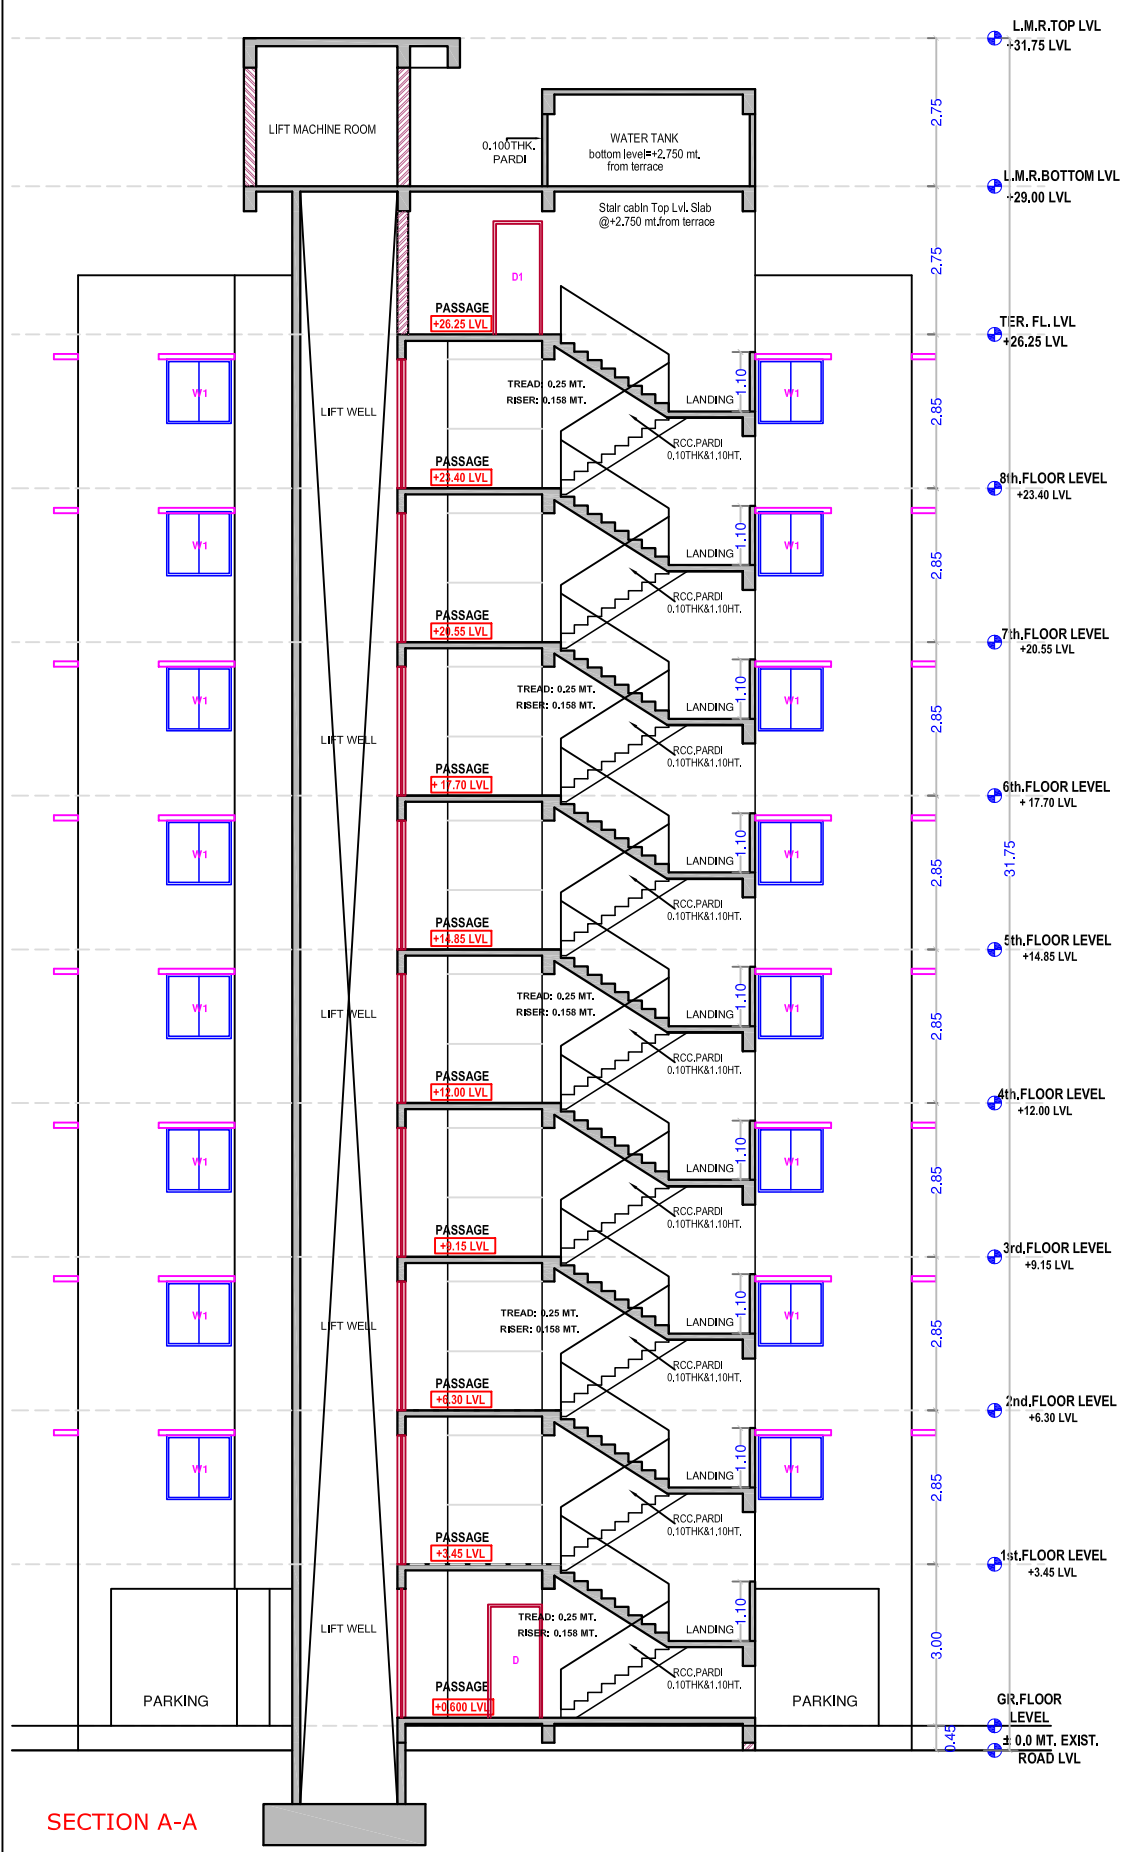 L.M.R.TOP LVL
+31.75 LVL
2.75
LIFT MACHINE ROOM
0.100THK.
PARDI
WATER TANK
bottom level=+2.750 mt.
from terrace
L.M.R.BOTTOM LVL
+29.00 LVL
Stair cabin Top Lvl. Slab
@+2.750 mt.from terrace
2.75
D1
PASSAGE
+26.25 LVL
TER. FL. LVL
+26.25 LVL
W1
LIFT WELL
TREAD: 0.25 MT.
RISER: 0.158 MT.
LANDING
1.10
W1
2.85
RCC.PARDI
0.10THK&1.10HT.
PASSAGE
+23.40 LVL
8th.FLOOR LEVEL
+23.40 LVL
W1
LANDING
1.10
W1
2.85
RCC.PARDI
0.10THK&1.10HT.
PASSAGE
+20.55 LVL
7th.FLOOR LEVEL
+20.55 LVL
W1
LIFT WELL
TREAD: 0.25 MT.
RISER: 0.158 MT.
LANDING
1.10
W1
2.85
RCC.PARDI
0.10THK&1.10HT.
PASSAGE
+ 17.70 LVL
6th.FLOOR LEVEL
+ 17.70 LVL
W1
LANDING
1.10
W1
2.85
31.75
RCC.PARDI
0.10THK&1.10HT.
PASSAGE
+14.85 LVL
5th.FLOOR LEVEL
+14.85 LVL
W1
LIFT WELL
TREAD: 0.25 MT.
RISER: 0.158 MT.
LANDING
1.10
W1
2.85
RCC.PARDI
0.10THK&1.10HT.
PASSAGE
+12.00 LVL
4th.FLOOR LEVEL
+12.00 LVL
W1
LANDING
1.10
W1
2.85
RCC.PARDI
0.10THK&1.10HT.
PASSAGE
+9.15 LVL
3rd.FLOOR LEVEL
+9.15 LVL
W1
LIFT WELL
TREAD: 0.25 MT.
RISER: 0.158 MT.
LANDING
1.10
W1
2.85
RCC.PARDI
0.10THK&1.10HT.
PASSAGE
+6.30 LVL
2nd.FLOOR LEVEL
+6.30 LVL
W1
LANDING
1.10
W1
2.85
RCC.PARDI
0.10THK&1.10HT.
PASSAGE
+3.45 LVL
1st.FLOOR LEVEL
+3.45 LVL
LIFT WELL
TREAD: 0.25 MT.
RISER: 0.158 MT.
LANDING
1.10
3.00
D
RCC.PARDI
0.10THK&1.10HT.
PARKING
PASSAGE
+0.600 LVL
PARKING
GR.FLOOR
LEVEL
0.45
± 0.0 MT. EXIST.
ROAD LVL
SECTION A-A